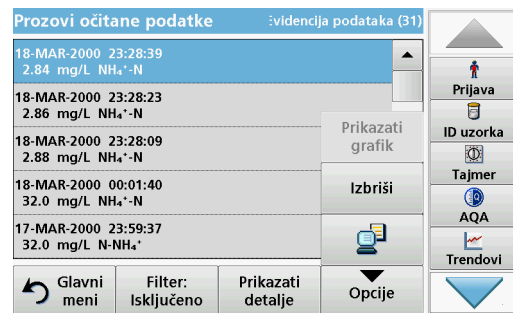 Prozovi očitane podatke
:videncija podataka (31)
18-MAR-2000 23:28:39
2.84 mg/L NH₄⁺-N
18-MAR-2000 23:28:23
2.86 mg/L NH₄⁺-N
18-MAR-2000 23:28:09
2.88 mg/L NH₄⁺-N
18-MAR-2000 00:01:40
32.0 mg/L NH₄⁺-N
17-MAR-2000 23:59:37
32.0 mg/L N-NH₄⁺
Prikazati
grafik
Izbriši
Glavni
meni
Filter:
Isključeno
Prikazati
detalje
Opcije
Prijava
ID uzorka
Tajmer
AQA
Trendovi